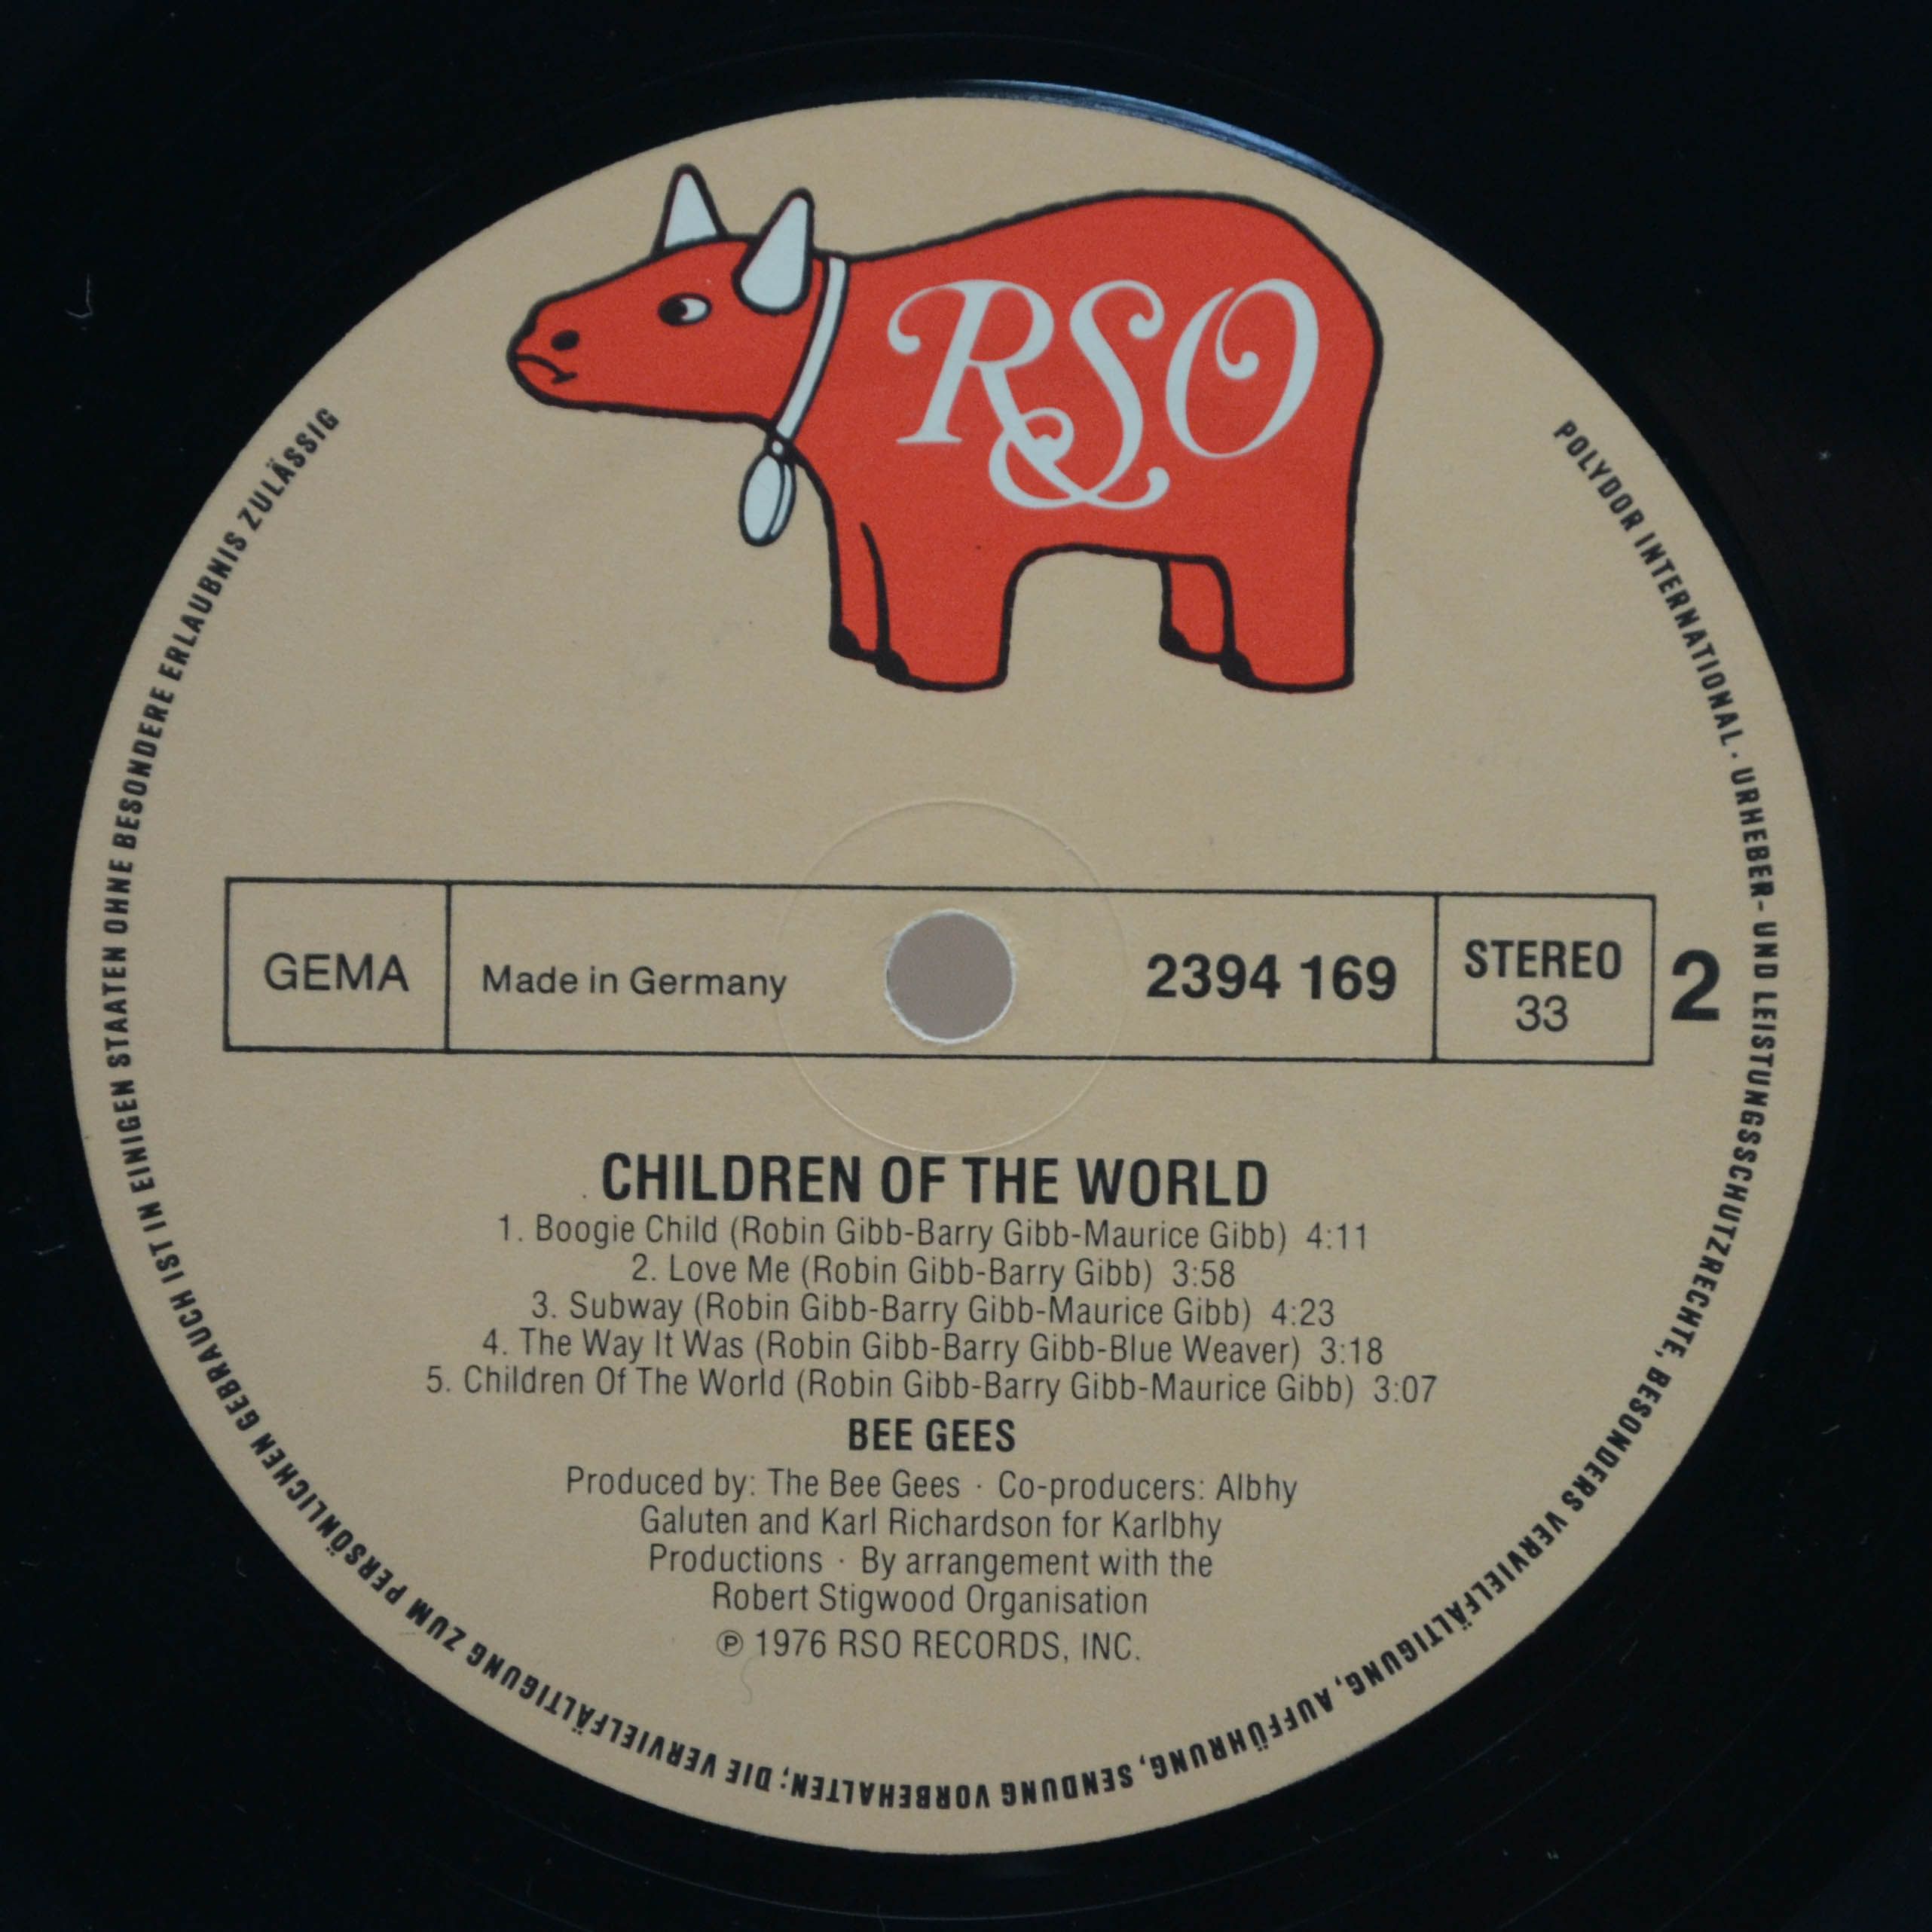 RSO
GEMA
Made in Germany
2394 169
STEREO
33
2
CHILDREN OF THE WORLD
1. Boogie Child (Robin Gibb-Barry Gibb-Maurice Gibb) 4:11
2. Love Me (Robin Gibb-Barry Gibb) 3:58
3. Subway (Robin Gibb-Barry Gibb-Maurice Gibb) 4:23
4. The Way It Was (Robin Gibb-Barry Gibb-Blue Weaver) 3:18
5. Children Of The World (Robin Gibb-Barry Gibb-Maurice Gibb) 3:07
BEE GEES
Produced by: The Bee Gees · Co-producers: Albhy
Galuten and Karl Richardson for Karlbhy
Productions · By arrangement with the
Robert Stigwood Organisation
℗ 1976 RSO RECORDS, INC.
POLYDOR INTERNATIONAL · URHEBER- UND LEISTUNGSSCHUTZRECHTE, BESONDERS VERVIELFÄLTIGUNG, AUFFÜHRUNG, SENDUNG VORBEHALTEN; DIE VERVIELFÄLTIGUNG ZUM PERSÖNLICHEN GEBRAUCH IST IN EINIGEN STAATEN OHNE BESONDERE ERLAUBNIS ZULÄSSIG